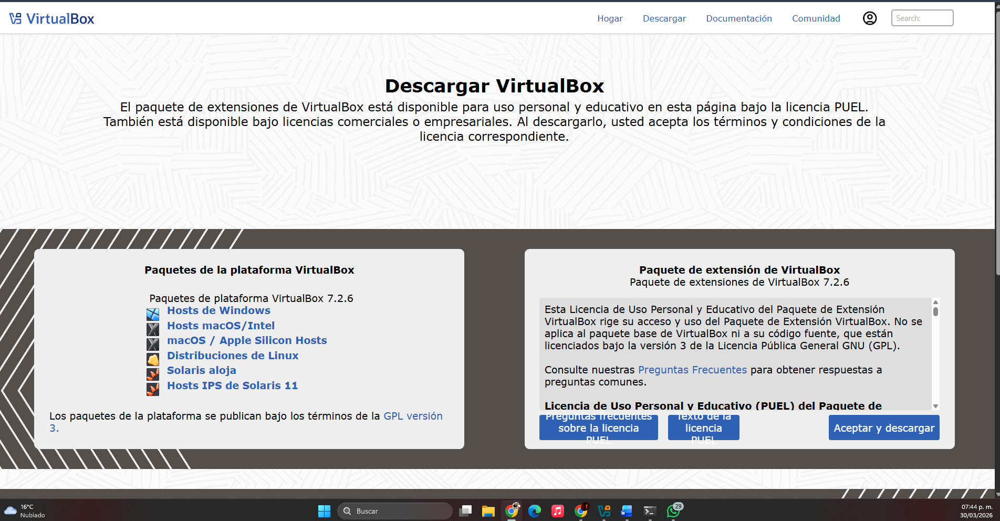 VirtualBox
Hogar
Descargar
Documentación
Comunidad
Search:
Descargar VirtualBox
El paquete de extensiones de VirtualBox está disponible para uso personal y educativo en esta página bajo la licencia PUEL.
También está disponible bajo licencias comerciales o empresariales. Al descargarlo, usted acepta los términos y condiciones de la
licencia correspondiente.
Paquetes de la plataforma VirtualBox
Paquetes de plataforma VirtualBox 7.2.6
Hosts de Windows
Hosts macOS/Intel
macOS / Apple Silicon Hosts
Distribuciones de Linux
Solaris aloja
Hosts IPS de Solaris 11
Los paquetes de la plataforma se publican bajo los términos de la GPL versión
3.
Paquete de extensión de VirtualBox
Paquete de extensiones de VirtualBox 7.2.6
Esta Licencia de Uso Personal y Educativo del Paquete de Extensión
VirtualBox rige su acceso y uso del Paquete de Extensión VirtualBox. No se
aplica al paquete base de VirtualBox ni a su código fuente, que están
licenciados bajo la versión 3 de la Licencia Pública General GNU (GPL).
Consulte nuestras Preguntas Frecuentes para obtener respuestas a
preguntas comunes.
Licencia de Uso Personal y Educativo (PUEL) del Paquete de
Preguntas frecuentes
sobre la licencia
PUEL
Texto de la
licencia
PUEL
Aceptar y descargar
16°C
Nublado
Buscar
29
07:44 p. m.
30/03/2026